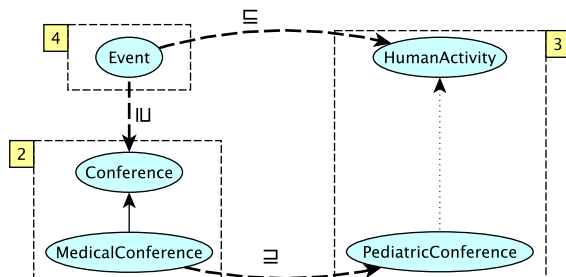 ⊑
4
Event
HumanActivity
3
⊒
2
Conference
MedicalConference
⊒
PediatricConference